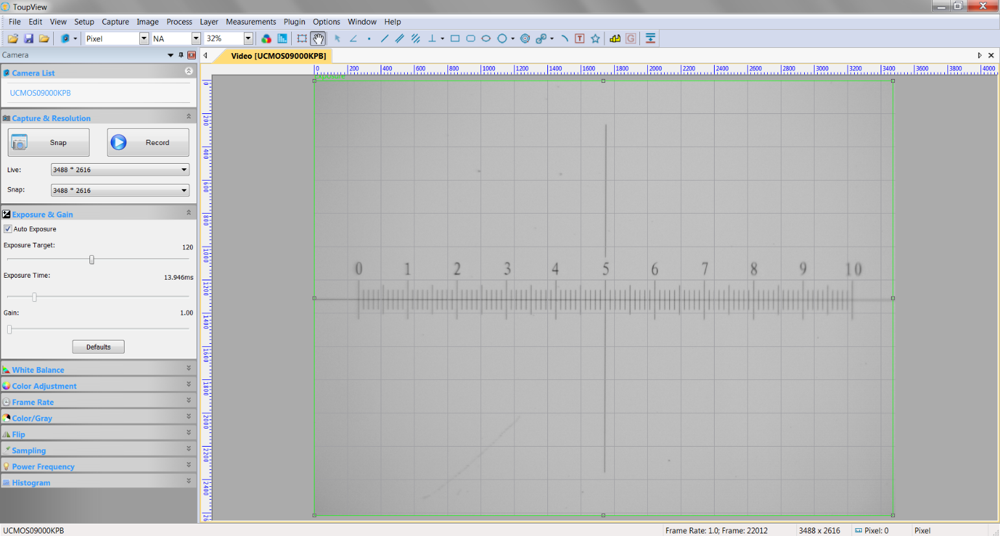 ToupView
File Edit View Setup Capture Image Process Layer Measurements Plugin Options Window Help
Pixel NA 32% T G
Camera
Video [UCMOS09000KPB]
Camera List
UCMOS09000KPB
Capture & Resolution
Snap Record
Live: 3488 * 2616
Snap: 3488 * 2616
Exposure & Gain
Auto Exposure
Exposure Target: 120
Exposure Time: 13.946ms
Gain: 1.00
Defaults
White Balance
Color Adjustment
Frame Rate
Color/Gray
Flip
Sampling
Power Frequency
Histogram
0 200 400 600 800 1000 1200 1400 1600 1800 2000 2200 2400 2600 2800 3000 3200 3400 3600 3800 4000
Exposure
0
200
400
600
800
1000
1200
1400
1600
1800
2000
2200
2400
26
0 1 2 3 4 5 6 7 8 9 10
UCMOS09000KPB Frame Rate: 1.0; Frame: 22012 3488 x 2616 Pixel: 0 Pixel